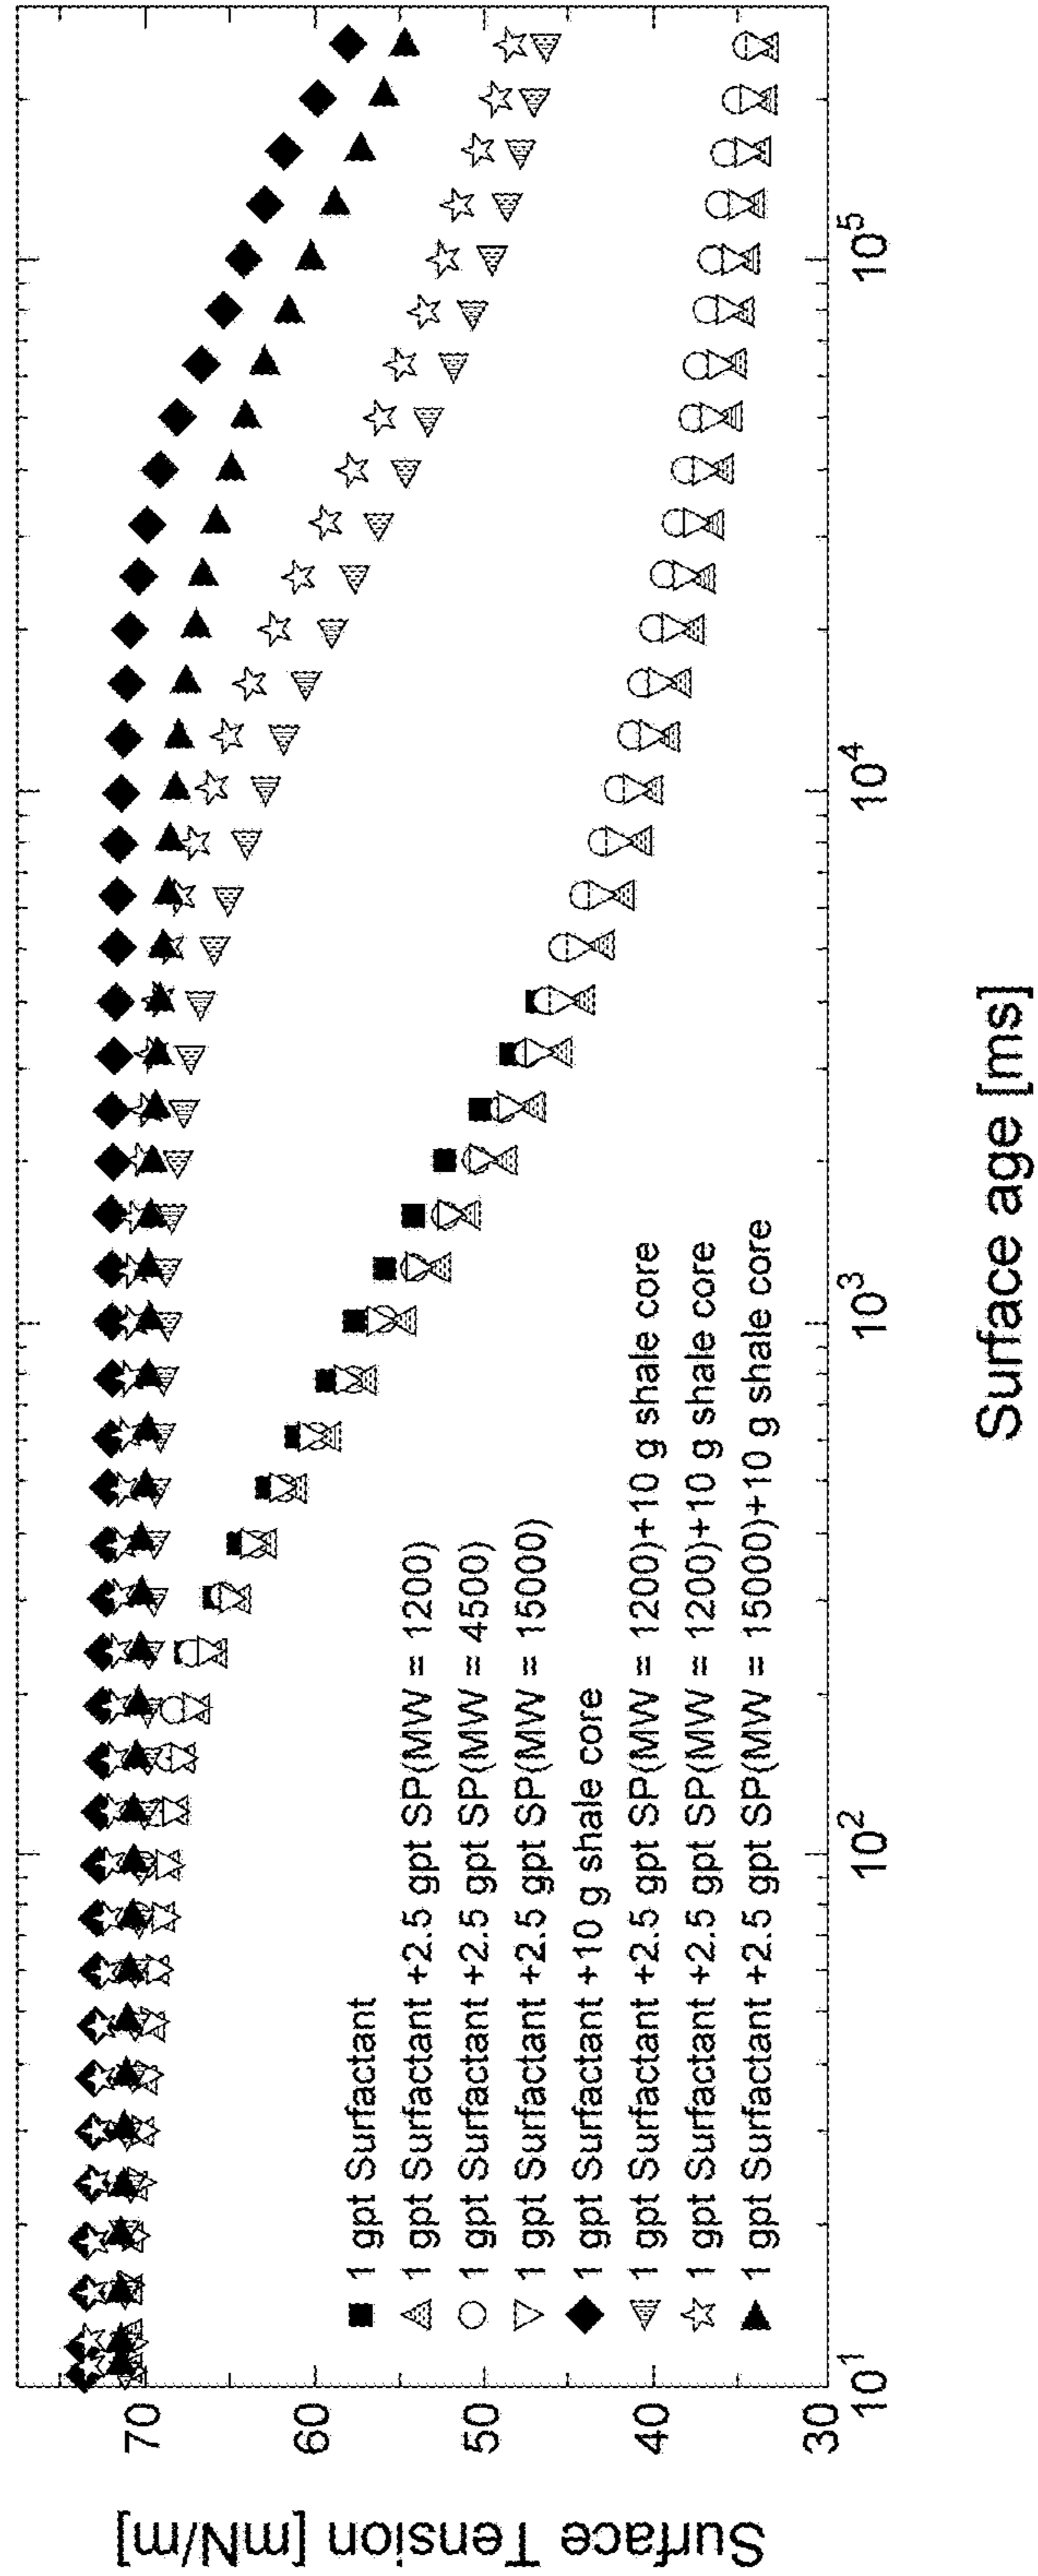 Surface Tension [mN/m]
70
60
50
40
30
1 gpt Surfactant
1 gpt Surfactant +2.5 gpt SP(MW = 1200)
1 gpt Surfactant +2.5 gpt SP(MW = 4500)
1 gpt Surfactant +2.5 gpt SP(MW = 15000)
1 gpt Surfactant +10 g shale core
1 gpt Surfactant +2.5 gpt SP(MW = 1200)+10 g shale core
1 gpt Surfactant +2.5 gpt SP(MW = 1200)+10 g shale core
1 gpt Surfactant +2.5 gpt SP(MW = 15000)+10 g shale core
10¹ 10² 10³ 10⁴ 10⁵
Surface age [ms]